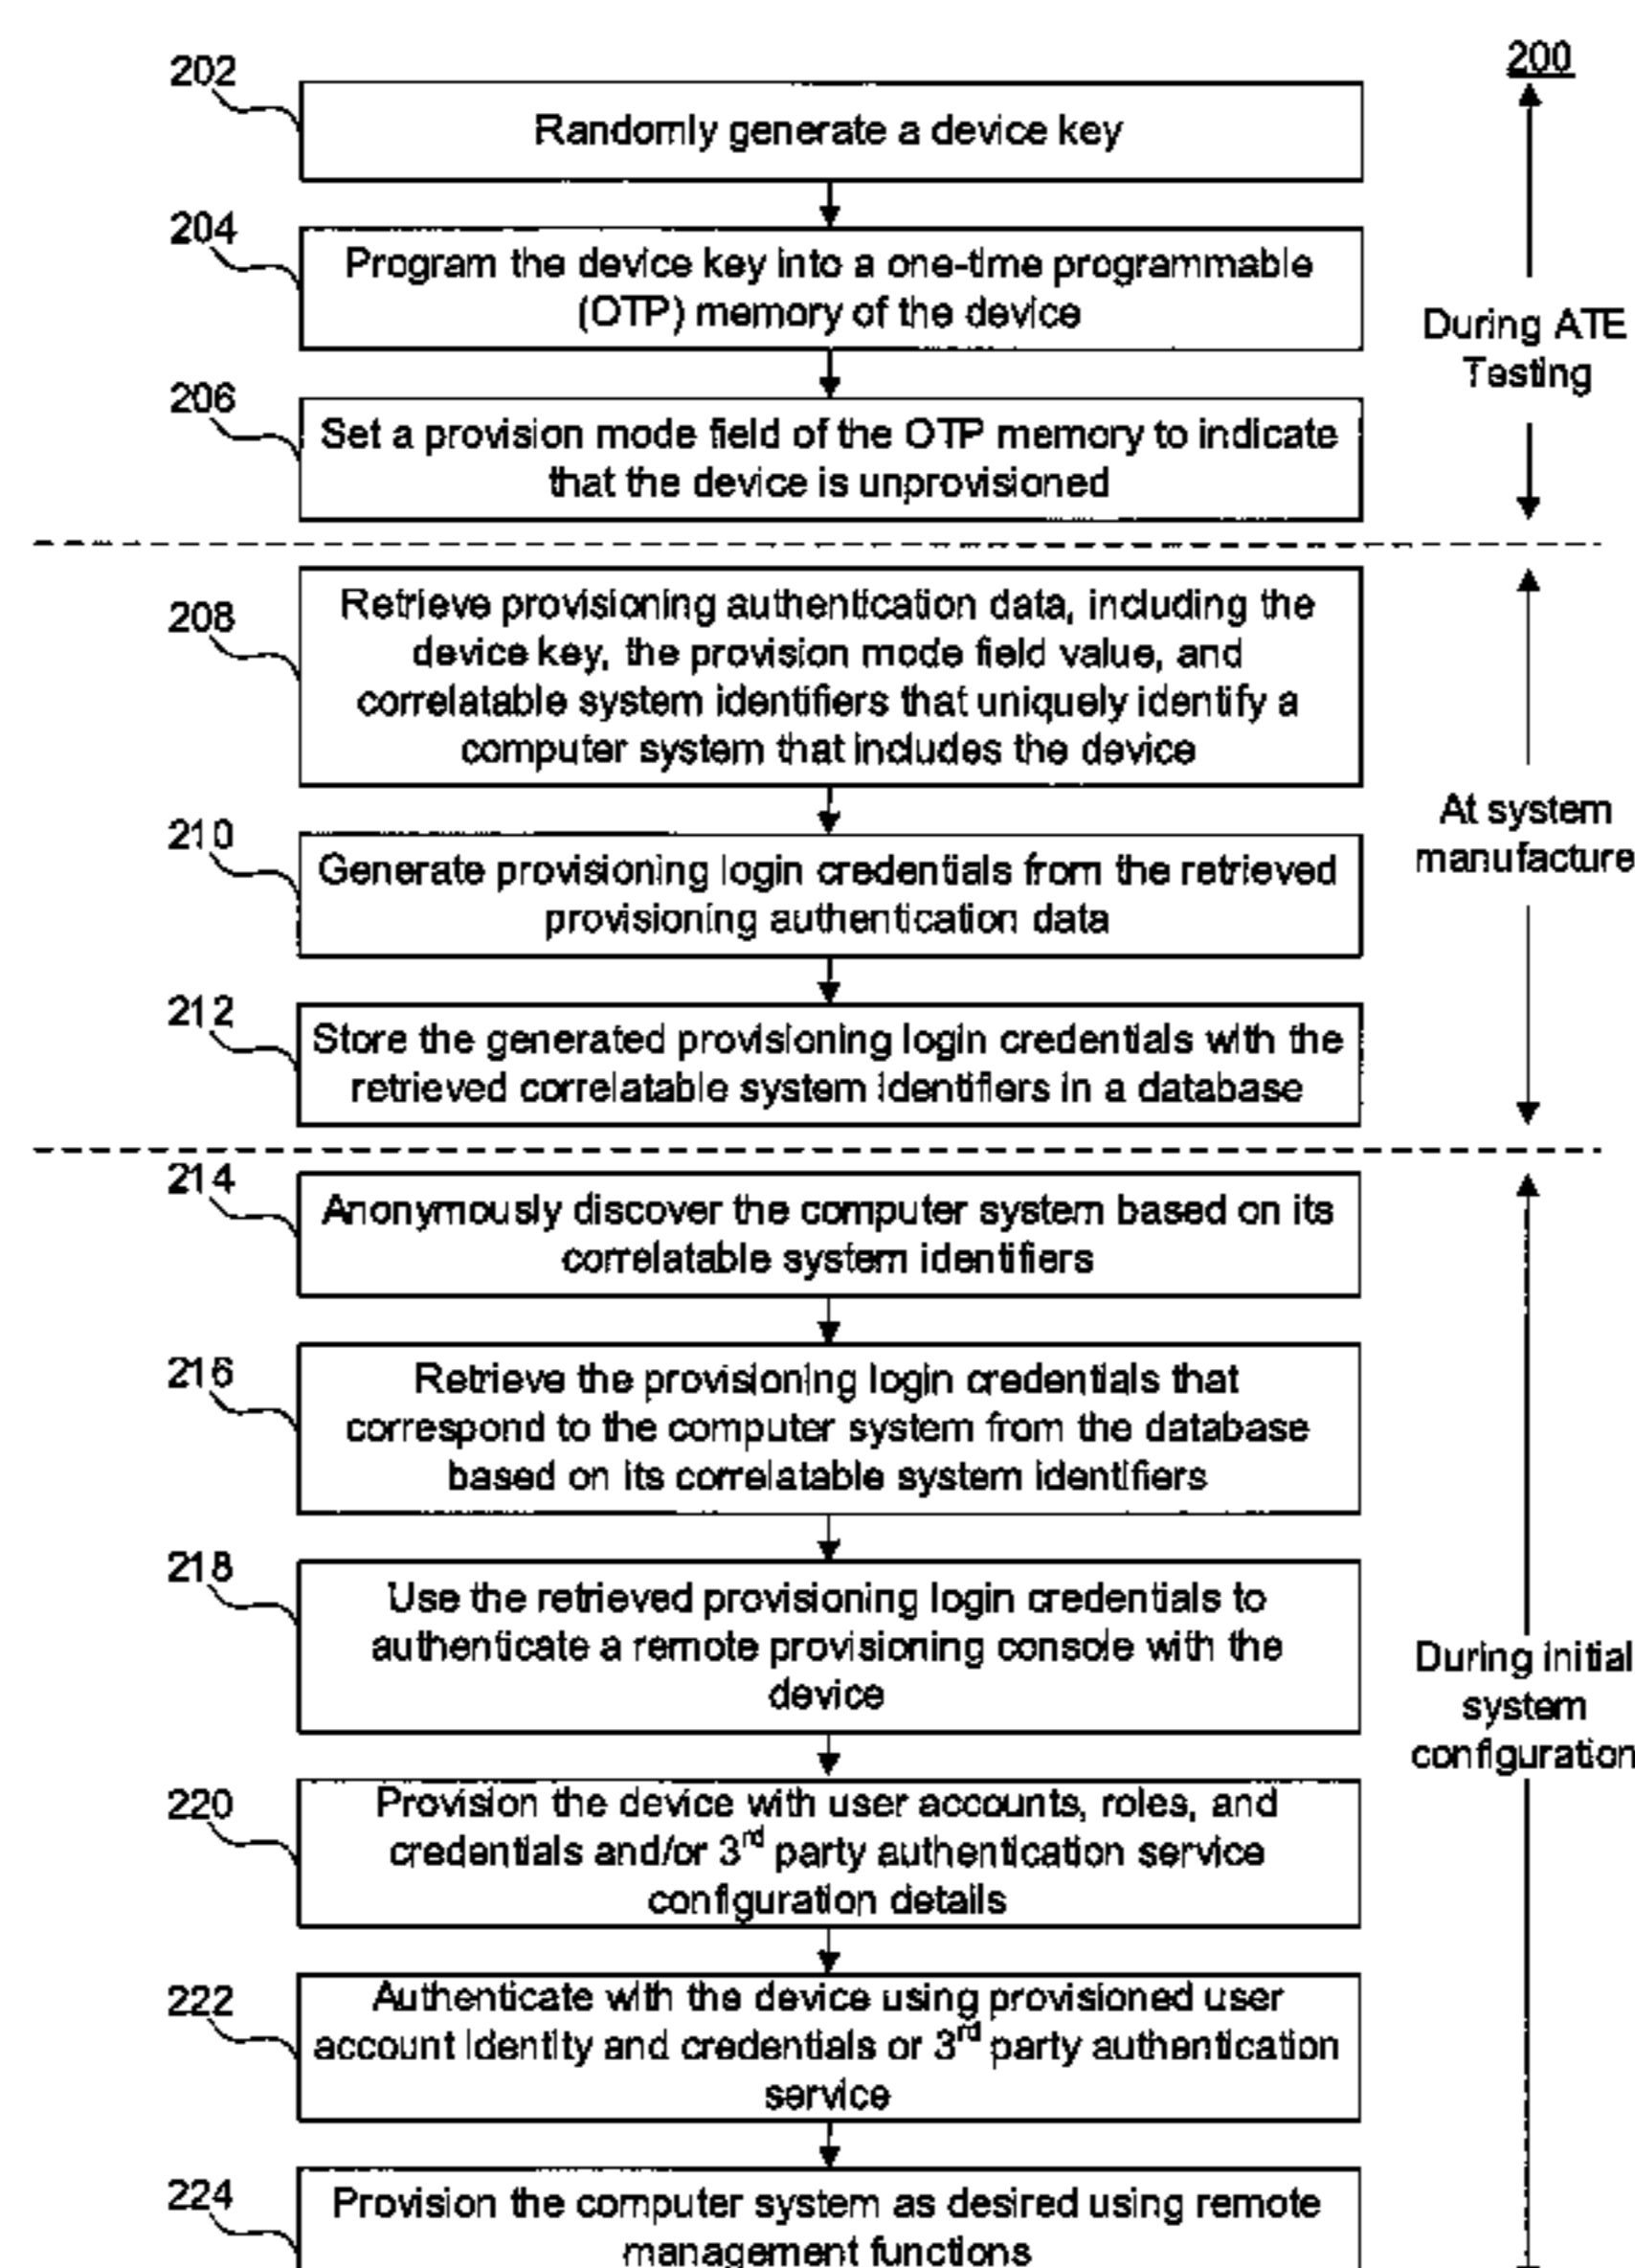 200
202
Randomly generate a device key
204
Program the device key into a one-time programmable
(OTP) memory of the device
During ATE
Testing
206
Set a provision mode field of the OTP memory to indicate
that the device is unprovisioned
208
Retrieve provisioning authentication data, including the
device key, the provision mode field value, and
correlatable system identifiers that uniquely identify a
computer system that includes the device
At system
manufacture
210
Generate provisioning login credentials from the retrieved
provisioning authentication data
212
Store the generated provisioning login credentials with the
retrieved correlatable system identifiers in a database
214
Anonymously discover the computer system based on its
correlatable system identifiers
216
Retrieve the provisioning login credentials that
correspond to the computer system from the database
based on its correlatable system identifiers
218
Use the retrieved provisioning login credentials to
authenticate a remote provisioning console with the
device
During initial
system
configuration
220
Provision the device with user accounts, roles, and
credentials and/or 3rd party authentication service
configuration details
222
Authenticate with the device using provisioned user
account identity and credentials or 3rd party authentication
service
224
Provision the computer system as desired using remote
management functions